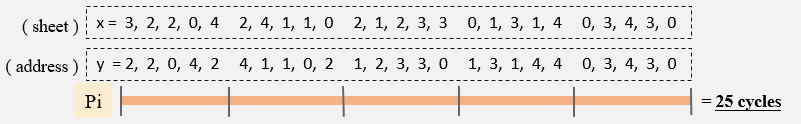 ( sheet ) x = 3, 2, 2, 0, 4 2, 4, 1, 1, 0 2, 1, 2, 3, 3 0, 1, 3, 1, 4 0, 3, 4, 3, 0
( address ) y = 2, 2, 0, 4, 2 4, 1, 1, 0, 2 1, 2, 3, 3, 0 1, 3, 1, 4, 4 0, 3, 4, 3, 0
Pi = 25 cycles